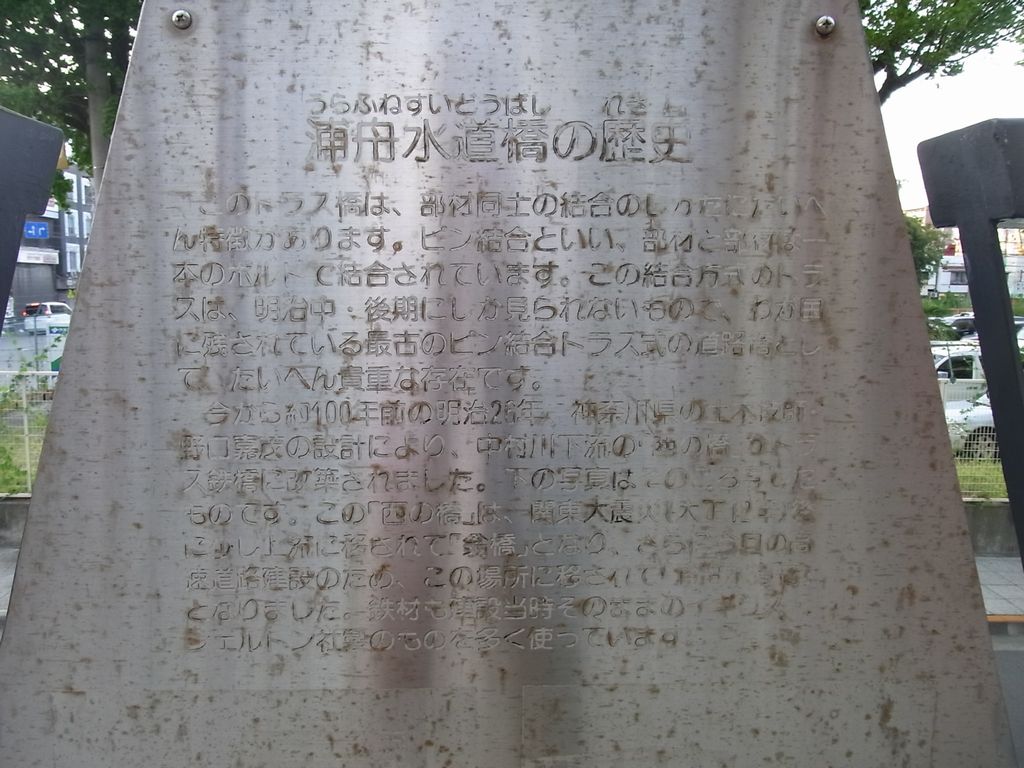 うらふねすいどうばし れきし
浦舟水道橋の歴史
このトラス橋は、部材同士の結合のしかたにたいへ
ん特徴があります。ピン結合といい、部材と部材は一
本のボルトで結合されています。この結合方式のトラ
スは、明治中・後期にしか見られないもので、わが国
に残されている最古のピン結合トラス式の道路橋とし
て、たいへん貴重な存在です。
今から約100年前の明治26年、神奈川県の土木技師・
野口嘉茂の設計により、中村川下流の「西の橋」がトラ
ス鉄橋に改築されました。下の写真はこのころ
ものです。この「西の橋」は、関東大震災(大正12年)後
に少し上流に移されて「翁橋」となり、さらに今回の高
速道路建設のため、この場所に移されて
となりました。鉄材も建設当時そのままのイギリス、
シェルトン社製のものを多く使っています。